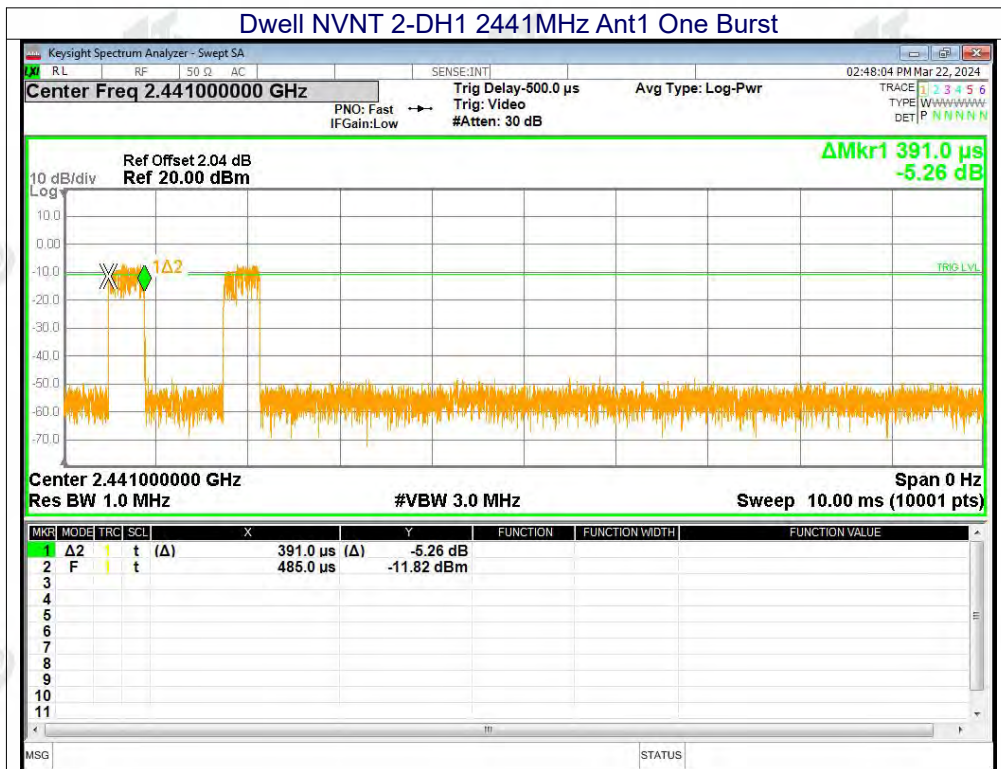 Dwell NVNT 2-DH1 2441MHz Ant1 One Burst
Keysight Spectrum Analyzer - Swept SA
LXI RL RF 50 Ω AC SENSE:INT 02:48:04 PM Mar 22, 2024
Center Freq 2.441000000 GHz
PNO: Fast
IFGain:Low
Trig Delay-500.0 µs
Trig: Video
#Atten: 30 dB
Avg Type: Log-Pwr
TRACE 1 2 3 4 5 6
TYPE WWWWWW
DET P N N N N N
ΔMkr1 391.0 µs
-5.26 dB
Ref Offset 2.04 dB
10 dB/div Ref 20.00 dBm
Log
10.0
0.00
-10.0
-20.0
-30.0
-40.0
-50.0
-60.0
-70.0
1Δ2
TRIG LVL
Center 2.441000000 GHz Span 0 Hz
Res BW 1.0 MHz #VBW 3.0 MHz Sweep 10.00 ms (10001 pts)
MKR MODE TRC SCL X Y FUNCTION FUNCTION WIDTH FUNCTION VALUE
1 Δ2 1 t (Δ) 391.0 µs (Δ) -5.26 dB
2 F 1 t 485.0 µs -11.82 dBm
3
4
5
6
7
8
9
10
11
MSG STATUS